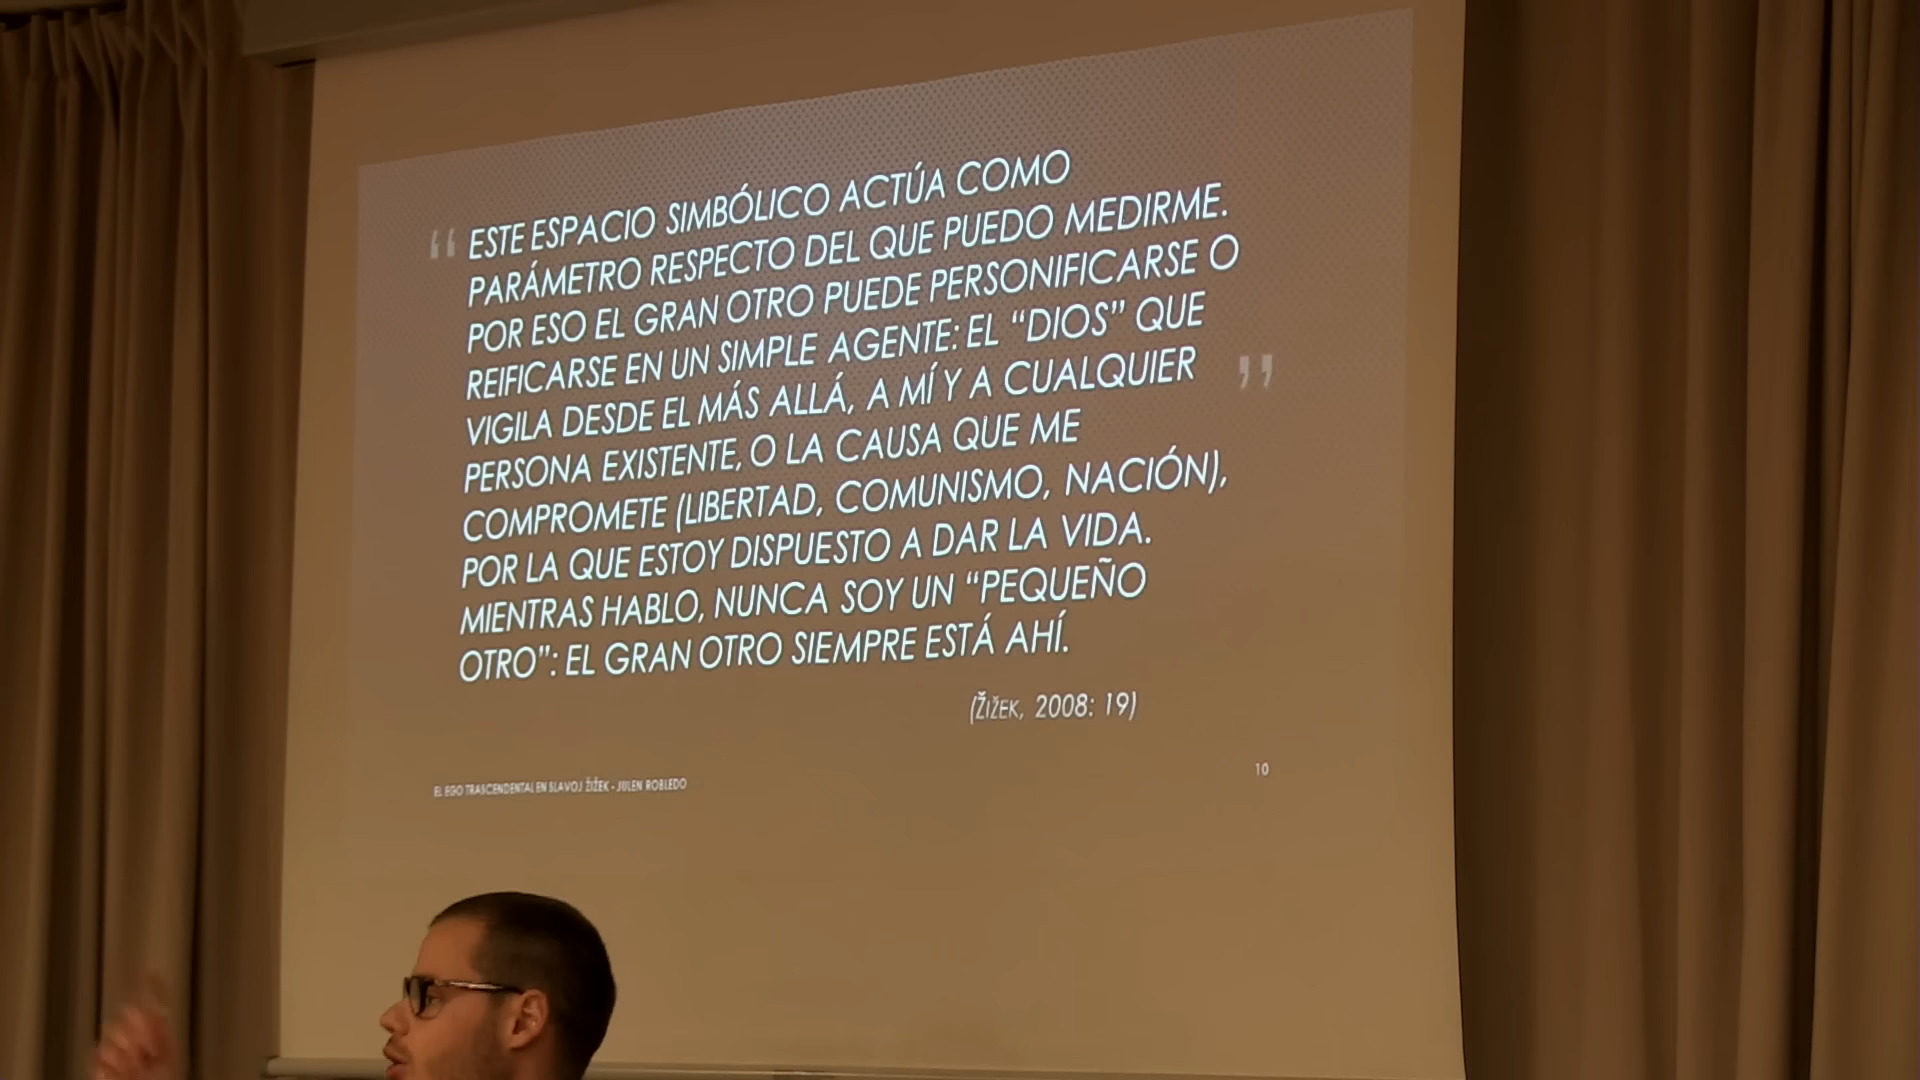 “ ESTE ESPACIO SIMBÓLICO ACTÚA COMO
PARÁMETRO RESPECTO DEL QUE PUEDO MEDIRME.
POR ESO EL GRAN OTRO PUEDE PERSONIFICARSE O
REIFICARSE EN UN SIMPLE AGENTE: EL “DIOS” QUE
VIGILA DESDE EL MÁS ALLÁ, A MÍ Y A CUALQUIER ”
PERSONA EXISTENTE, O LA CAUSA QUE ME
COMPROMETE (LIBERTAD, COMUNISMO, NACIÓN),
POR LA QUE ESTOY DISPUESTO A DAR LA VIDA.
MIENTRAS HABLO, NUNCA SOY UN “PEQUEÑO
OTRO”: EL GRAN OTRO SIEMPRE ESTÁ AHÍ.
(ŽIŽEK, 2008: 19)
EL EGO TRASCENDENTAL EN SLAVOJ ŽIŽEK - JULEN ROBLEDO
10